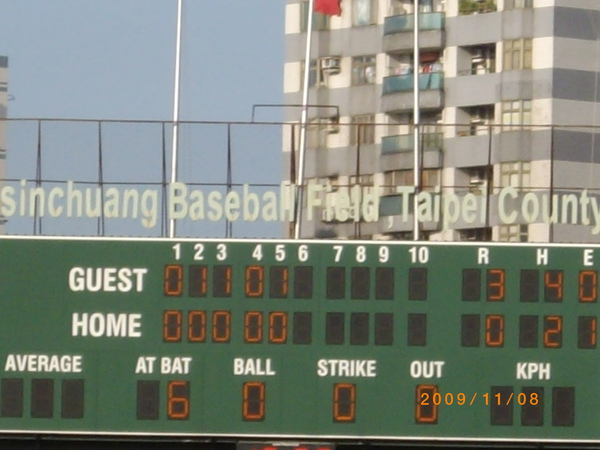 sinchuang Baseball Field ,Taipei County
1 2 3 4 5 6 7 8 9 10 R H E
GUEST 0 1 1 0 1 3 4 0
HOME 0 0 0 0 0 0 2 1
AVERAGE AT BAT BALL STRIKE OUT KPH
6 0 0 0
2009/11/08